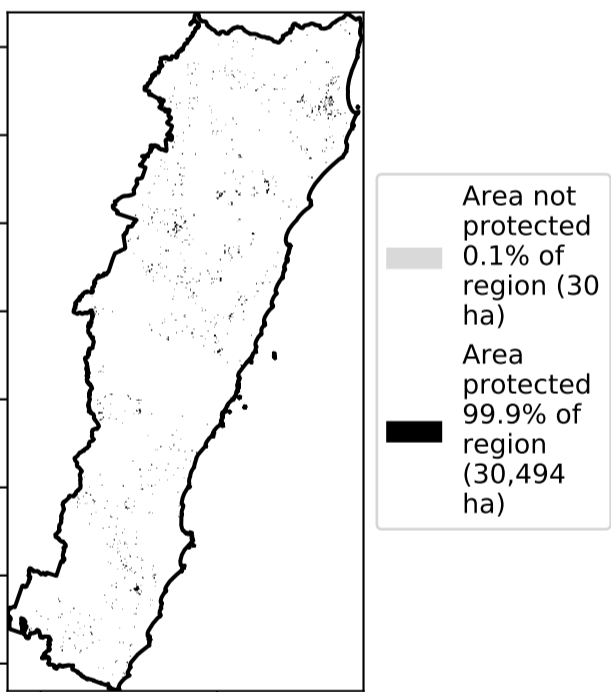 Area not
protected
0.1% of
region (30
ha)
Area
protected
99.9% of
region
(30,494
ha)